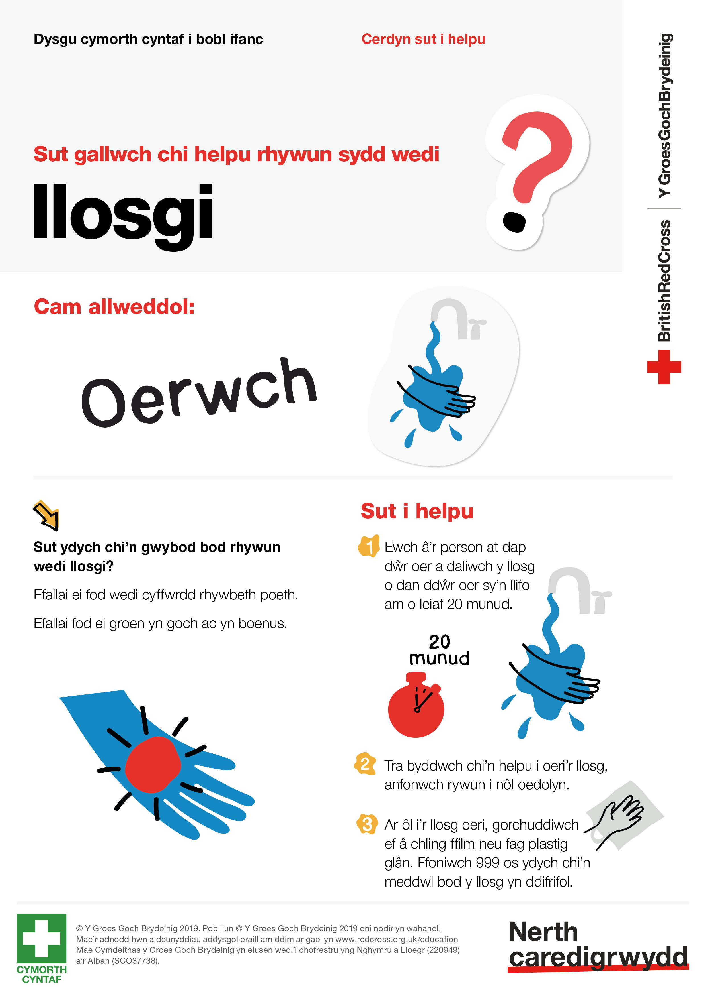 Dysgu cymorth cyntaf i bobl ifanc
Cerdyn sut i helpu
Y GroesGochBrydeinig
BritishRedCross
Sut gallwch chi helpu rhywun sydd wedi
llosgi
?
Cam allweddol:
Oerwch
Sut ydych chi’n gwybod bod rhywun
wedi llosgi?
Efallai ei fod wedi cyffwrdd rhywbeth poeth.
Efallai fod ei groen yn goch ac yn boenus.
Sut i helpu
1 Ewch â’r person at dap
dŵr oer a daliwch y llosg
o dan ddŵr oer sy’n llifo
am o leiaf 20 munud.
20
munud
2 Tra byddwch chi’n helpu i oeri’r llosg,
anfonwch rywun i nôl oedolyn.
3 Ar ôl i’r llosg oeri, gorchuddiwch
ef â chling ffilm neu fag plastig
glân. Ffoniwch 999 os ydych chi’n
meddwl bod y llosg yn ddifrifol.
CYMORTH
CYNTAF
© Y Groes Goch Brydeinig 2019. Pob llun © Y Groes Goch Brydeinig 2019 oni nodir yn wahanol.
Mae’r adnodd hwn a deunyddiau addysgol eraill am ddim ar gael yn www.redcross.org.uk/education
Mae Cymdeithas y Groes Goch Brydeinig yn elusen wedi’i chofrestru yng Nghymru a Lloegr (220949)
a’r Alban (SCO37738).
Nerth
caredigrwydd